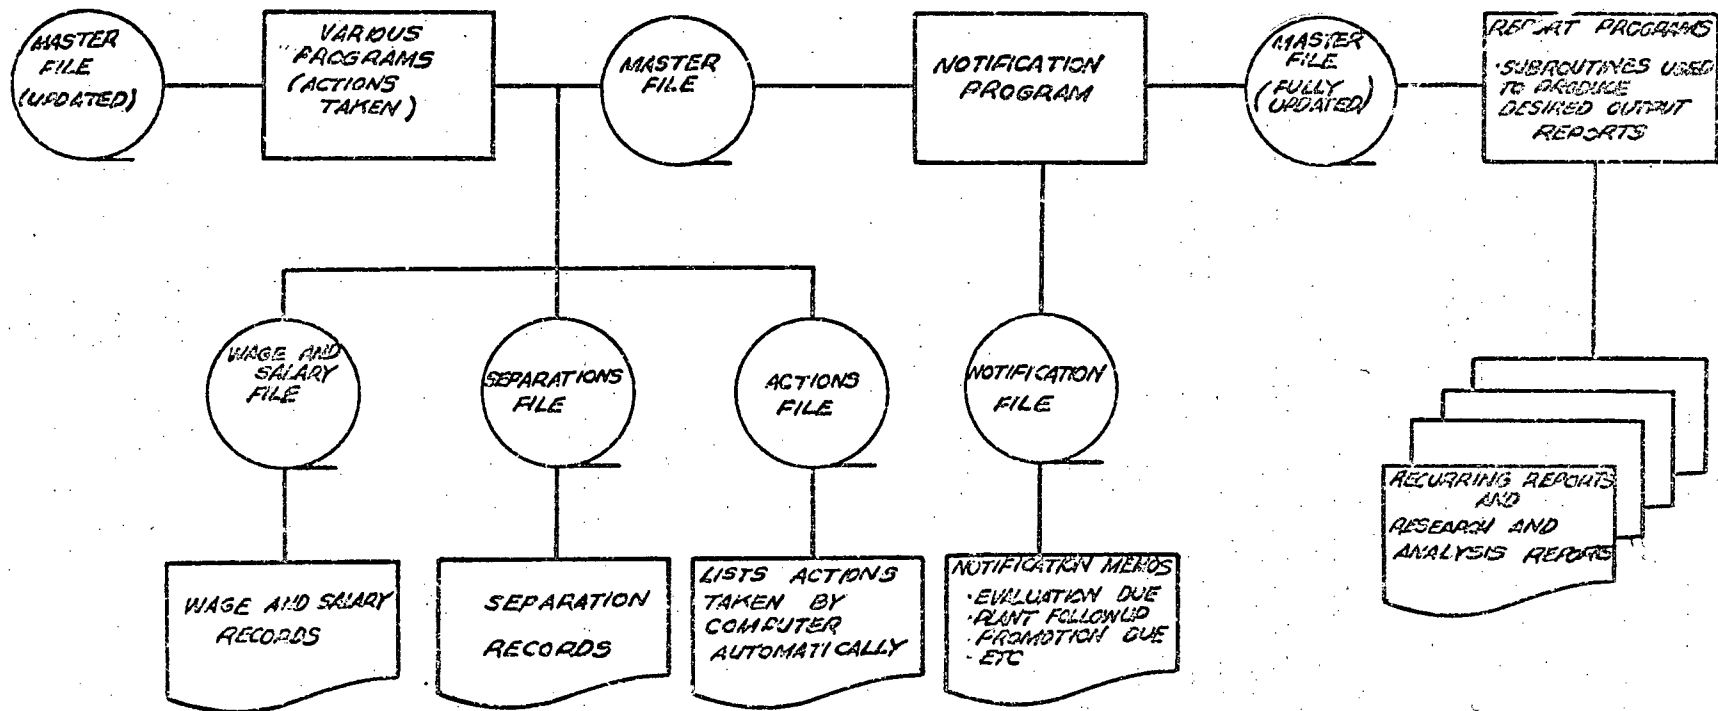 MASTER
FILE
(UPDATED)
VARIOUS
PROGRAMS
(ACTIONS
TAKEN)
MASTER
FILE
NOTIFICATION
PROGRAM
MASTER
FILE
(FULLY
UPDATED)
REPORT PROGRAMS
·SUBROUTINES USED
TO PRODUCE
DESIRED OUTPUT
REPORTS
WAGE AND
SALARY
FILE
SEPARATIONS
FILE
ACTIONS
FILE
NOTIFICATION
FILE
WAGE AND SALARY
RECORDS
SEPARATION
RECORDS
LISTS ACTIONS
TAKEN BY
COMPUTER
AUTOMATICALLY
NOTIFICATION MEMOS
·EVALUATION DUE
·PLANT FOLLOWUP
·PROMOTION DUE
·ETC
RECURRING REPORTS
AND
RESEARCH AND
ANALYSIS REPORTS